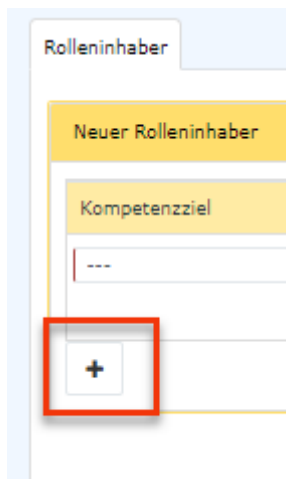 Rolleninhaber
Neuer Rolleninhaber
Kompetenzziel
---
+